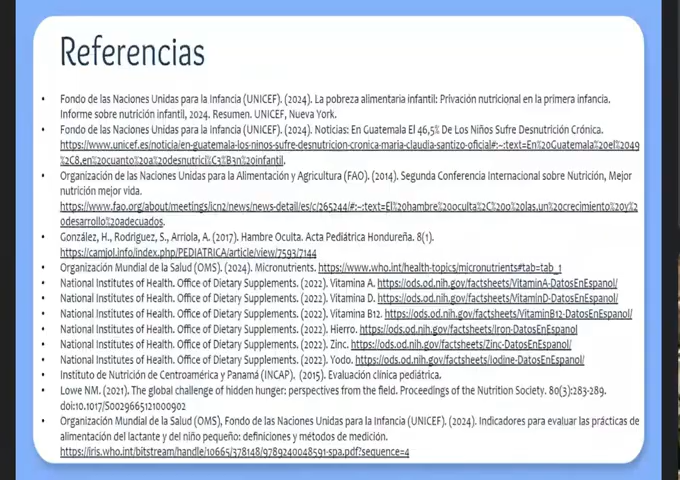 Referencias
• Fondo de las Naciones Unidas para la Infancia (UNICEF). (2024). La pobreza alimentaria infantil: Privación nutricional en la primera infancia.
Informe sobre nutrición infantil, 2024. Resumen. UNICEF, Nueva York.
• Fondo de las Naciones Unidas para la Infancia (UNICEF). (2024). Noticias: En Guatemala El 46,5% De Los Niños Sufre Desnutrición Crónica.
https://www.unicef.es/noticia/en-guatemala-los-ninos-sufre-desnutricion-cronica-maria-claudia-santizo-oficial#:~:text=En%20Guatemala%20el%2049
%2C8,en%20cuanto%20a%20desnutrici%C3%B3n%20infantil.
• Organización de las Naciones Unidas para la Alimentación y Agricultura (FAO). (2014). Segunda Conferencia Internacional sobre Nutrición, Mejor
nutrición mejor vida.
https://www.fao.org/about/meetings/icn2/news/news-detail/es/c/265244/#:~:text=El%20hambre%20oculta%2C%20o%20las,un%20crecimiento%20y%2
0desarrollo%20adecuados.
• González, H., Rodriguez, S., Arriola, A. (2017). Hambre Oculta. Acta Pediátrica Hondureña. 8(1).
https://camjol.info/index.php/PEDIATRICA/article/view/7593/7144
• Organización Mundial de la Salud (OMS). (2024). Micronutrients. https://www.who.int/health-topics/micronutrients#tab=tab_1
• National Institutes of Health. Office of Dietary Supplements. (2022). Vitamina A. https://ods.od.nih.gov/factsheets/VitaminA-DatosEnEspanol/
• National Institutes of Health. Office of Dietary Supplements. (2022). Vitamina D. https://ods.od.nih.gov/factsheets/VitaminD-DatosEnEspanol/
• National Institutes of Health. Office of Dietary Supplements. (2022). Vitamina B12. https://ods.od.nih.gov/factsheets/VitaminB12-DatosEnEspanol/
• National Institutes of Health. Office of Dietary Supplements. (2022). Hierro. https://ods.od.nih.gov/factsheets/Iron-DatosEnEspanol
• National Institutes of Health. Office of Dietary Supplements. (2022). Zinc. https://ods.od.nih.gov/factsheets/Zinc-DatosEnEspanol/
• National Institutes of Health. Office of Dietary Supplements. (2022). Yodo. https://ods.od.nih.gov/factsheets/Iodine-DatosEnEspanol/
• Instituto de Nutrición de Centroamérica y Panamá (INCAP). (2015). Evaluación clínica pediátrica.
• Lowe NM. (2021). The global challenge of hidden hunger: perspectives from the field. Proceedings of the Nutrition Society. 80(3):283-289.
doi:10.1017/S0029665121000902
• Organización Mundial de la Salud (OMS), Fondo de las Naciones Unidas para la Infancia (UNICEF). (2024). Indicadores para evaluar las prácticas de
alimentación del lactante y del niño pequeño: definiciones y métodos de medición.
https://iris.who.int/bitstream/handle/10665/378148/9789240048591-spa.pdf?sequence=4